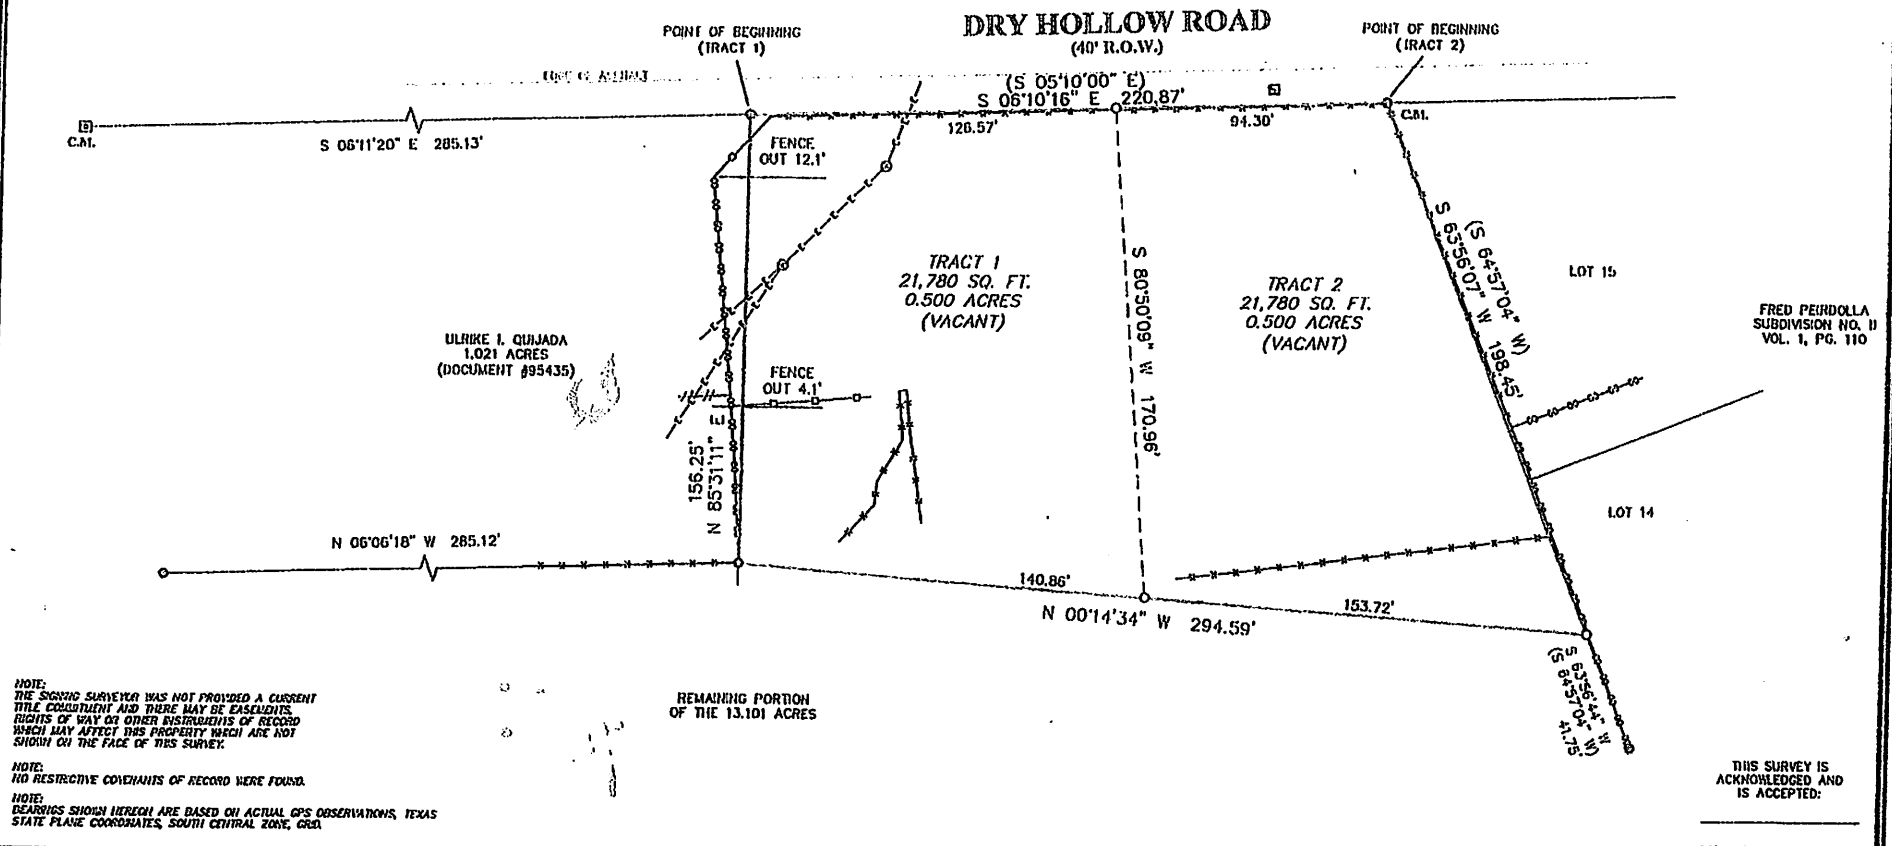 DRY HOLLOW ROAD
(40' R.O.W.)
POINT OF BEGINNING
(TRACT 1)
POINT OF BEGINNING
(TRACT 2)
EDGE OF ASPHALT
(S 05°10'00" E)
S 06°10'16" E 220.87'
126.57'
94.30'
C.M.
C.M.
S 06°11'20" E 285.13'
FENCE
OUT 12.1'
TRACT 1
21,780 SQ. FT.
0.500 ACRES
(VACANT)
S 80°50'09" W 170.96'
TRACT 2
21,780 SQ. FT.
0.500 ACRES
(VACANT)
(S 64°57'04" W)
S 63°56'07" W 198.45'
LOT 15
FRED PEIRDOLLA
SUBDIVISION NO. II
VOL. 1, PG. 110
ULRIKE I. QUIJADA
1.021 ACRES
(DOCUMENT #95435)
FENCE
OUT 4.1'
156.25'
N 85°31'11" E
LOT 14
N 06°06'18" W 285.12'
140.86'
153.72'
N 00°14'34" W 294.59'
S 63°56'44" W
(S 64°57'04" W)
41.75'
REMAINING PORTION
OF THE 13.101 ACRES
NOTE:
THE SIGNING SURVEYOR WAS NOT PROVIDED A CURRENT
TITLE COMMITMENT AND THERE MAY BE EASEMENTS,
RIGHTS OF WAY OR OTHER INSTRUMENTS OF RECORD
WHICH MAY AFFECT THIS PROPERTY WHICH ARE NOT
SHOWN ON THE FACE OF THIS SURVEY.
NOTE:
NO RESTRICTIVE COVENANTS OF RECORD WERE FOUND.
NOTE:
BEARINGS SHOWN HEREON ARE BASED ON ACTUAL GPS OBSERVATIONS, TEXAS
STATE PLANE COORDINATES, SOUTH CENTRAL ZONE, GRID.
THIS SURVEY IS
ACKNOWLEDGED AND
IS ACCEPTED: